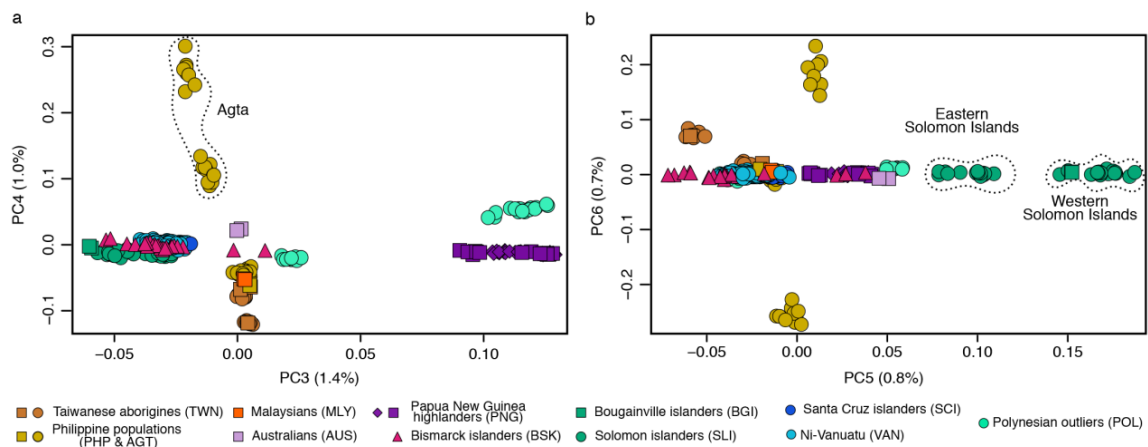 a
b
0.3
0.2
0.1
0.0
−0.1
PC4 (1.0%)
Agta
−0.05
0.00
0.05
0.10
PC3 (1.4%)
0.2
0.1
0.0
−0.1
−0.2
PC6 (0.7%)
Eastern
Solomon Islands
Western
Solomon Islands
−0.05
0.00
0.05
0.10
0.15
PC5 (0.8%)
Taiwanese aborigines (TWN)
Philippine populations
(PHP & AGT)
Malaysians (MLY)
Australians (AUS)
Papua New Guinea
highlanders (PNG)
Bismarck islanders (BSK)
Bougainville islanders (BGI)
Solomon islanders (SLI)
Santa Cruz islanders (SCI)
Ni-Vanuatu (VAN)
Polynesian outliers (POL)